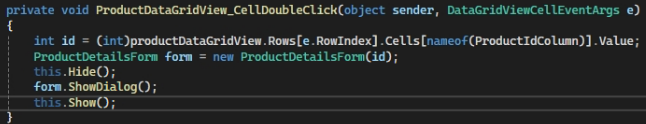 private void ProductDataGridView_CellDoubleClick(object sender, DataGridViewCellEventArgs e)
{
int id = (int)productDataGridView.Rows[e.RowIndex].Cells[nameof(ProductIdColumn)].Value;
ProductDetailsForm form = new ProductDetailsForm(id);
this.Hide();
form.ShowDialog();
this.Show();
}